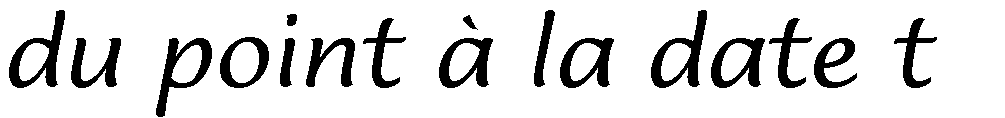 du point à la date t